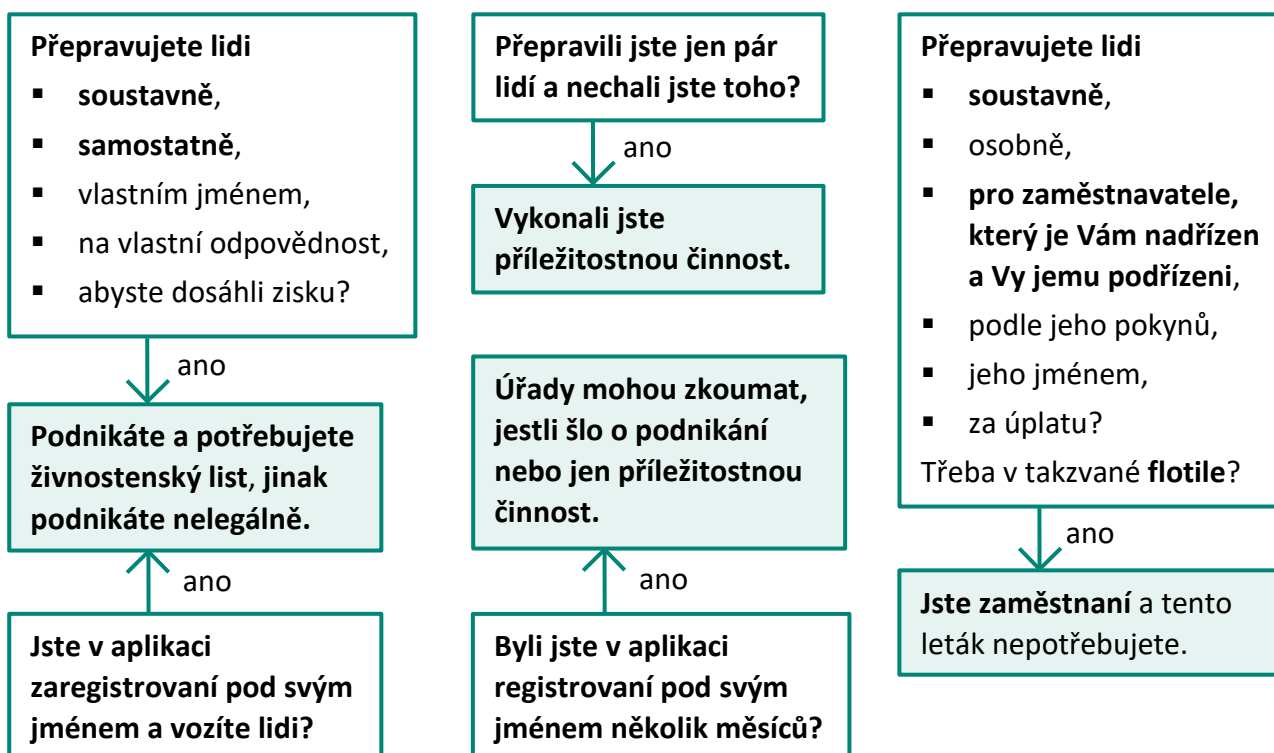 Přepravujete lidi
▪ soustavně,
▪ samostatně,
▪ vlastním jménem,
▪ na vlastní odpovědnost,
▪ abyste dosáhli zisku?
ano
Podnikáte a potřebujete
živnostenský list, jinak
podnikáte nelegálně.
ano
Jste v aplikaci
zaregistrovaní pod svým
jménem a vozíte lidi?
Přepravili jste jen pár
lidí a nechali jste toho?
ano
Vykonali jste
příležitostnou činnost.
Úřady mohou zkoumat,
jestli šlo o podnikání
nebo jen příležitostnou
činnost.
ano
Byli jste v aplikaci
registrovaní pod svým
jménem několik měsíců?
Přepravujete lidi
▪ soustavně,
▪ osobně,
▪ pro zaměstnavatele,
který je Vám nadřízen
a Vy jemu podřízeni,
▪ podle jeho pokynů,
▪ jeho jménem,
▪ za úplatu?
Třeba v takzvané flotile?
ano
Jste zaměstnaní a tento
leták nepotřebujete.